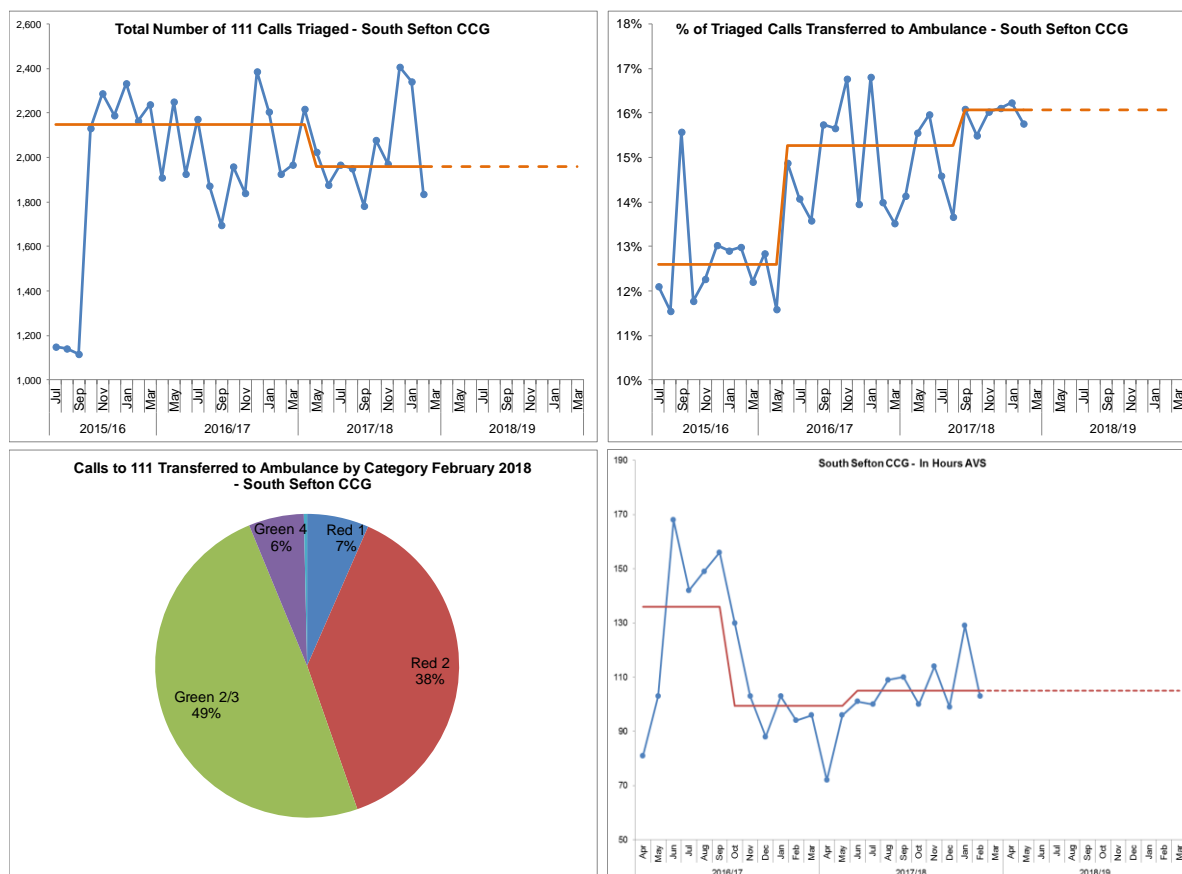 Total Number of 111 Calls Triaged - South Sefton CCG
2,600
2,400
2,200
2,000
1,800
1,600
1,400
1,200
1,000
Jul Sep Nov Jan Mar May Jul Sep Nov Jan Mar May Jul Sep Nov Jan Mar May Jul Sep Nov Jan Mar
2015/16 2016/17 2017/18 2018/19
% of Triaged Calls Transferred to Ambulance - South Sefton CCG
18%
17%
16%
15%
14%
13%
12%
11%
10%
Jul Sep Nov Jan Mar May Jul Sep Nov Jan Mar May Jul Sep Nov Jan Mar May Jul Sep Nov Jan Mar
2015/16 2016/17 2017/18 2018/19
Calls to 111 Transferred to Ambulance by Category February 2018
- South Sefton CCG
Green 4
6%
Red 1
7%
Red 2
38%
Green 2/3
49%
South Sefton CCG - In Hours AVS
190
170
150
130
110
90
70
50
Apr May Jun Jul Aug Sep Oct Nov Dec Jan Feb Mar Apr May Jun Jul Aug Sep Oct Nov Dec Jan Feb Mar Apr May Jun Jul Aug Sep Oct Nov Dec Jan Feb Mar
2016/17 2017/18 2018/19